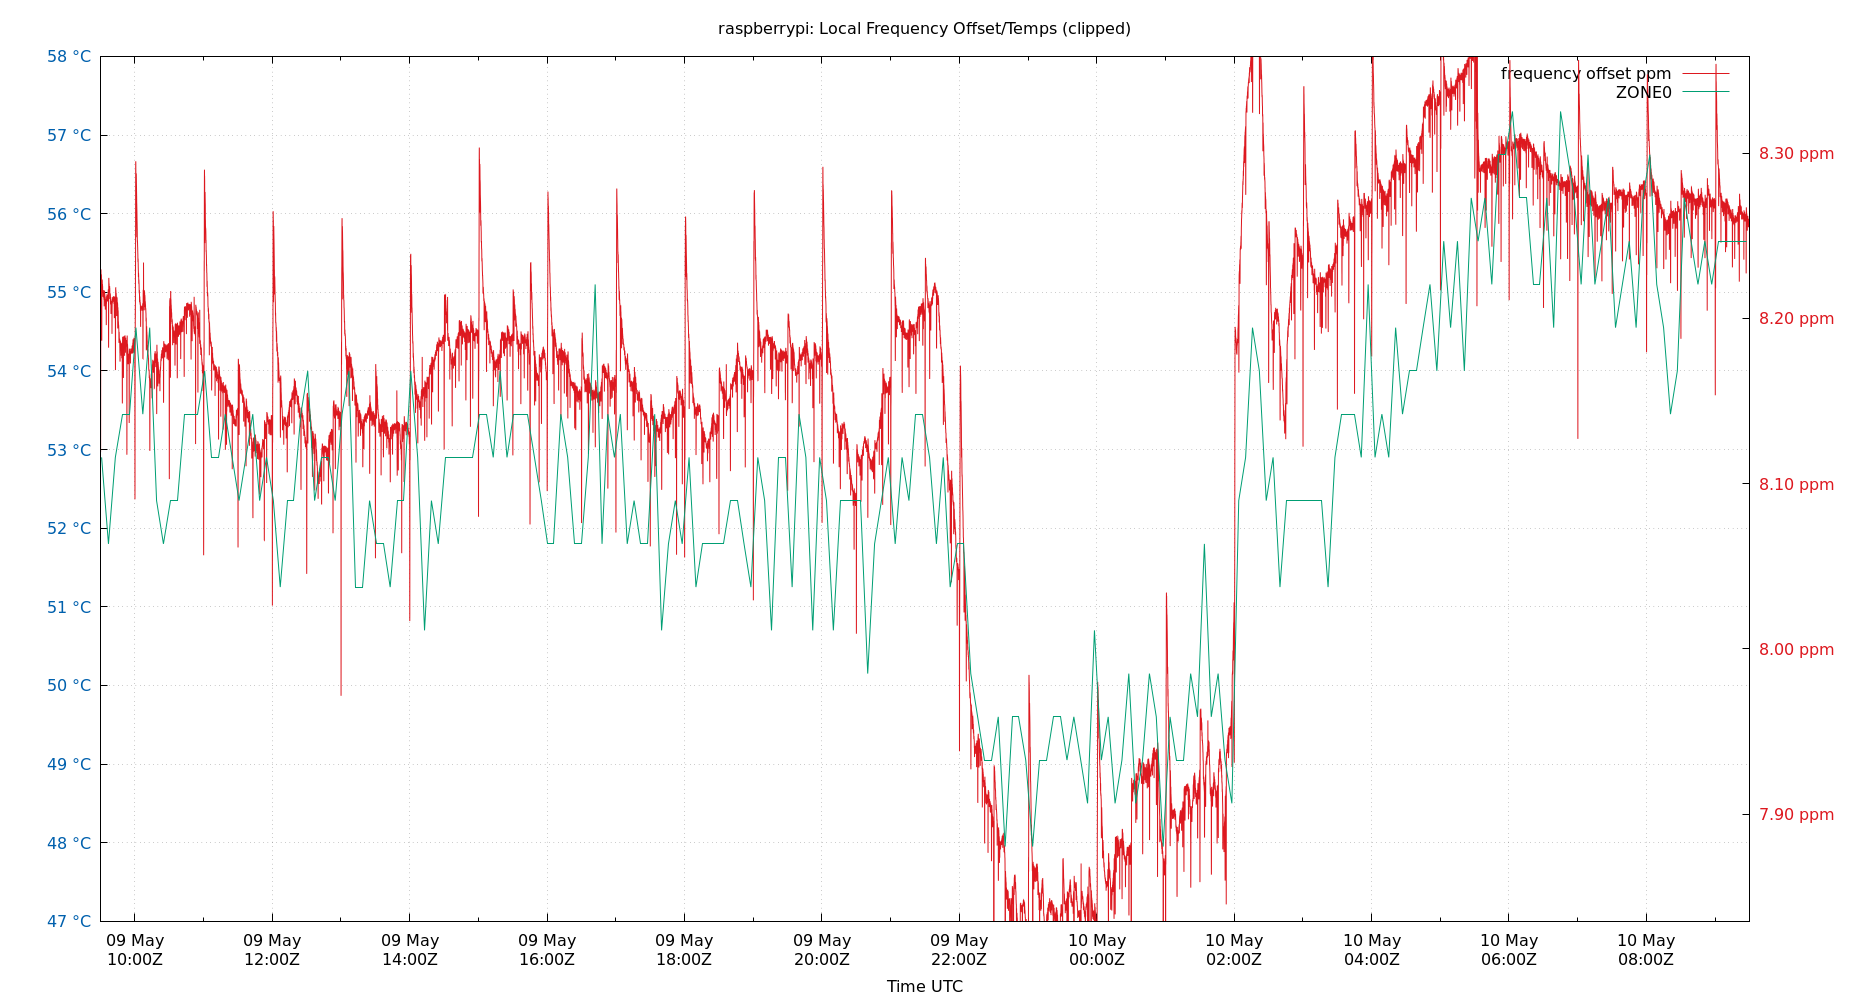 raspberrypi: Local Frequency Offset/Temps (clipped)
58 °C
57 °C
56 °C
55 °C
54 °C
53 °C
52 °C
51 °C
50 °C
49 °C
48 °C
47 °C
frequency offset ppm
ZONE0
8.30 ppm
8.20 ppm
8.10 ppm
8.00 ppm
7.90 ppm
09 May 09 May 09 May 09 May 09 May 09 May 09 May 10 May 10 May 10 May 10 May 10 May
10:00Z 12:00Z 14:00Z 16:00Z 18:00Z 20:00Z 22:00Z 00:00Z 02:00Z 04:00Z 06:00Z 08:00Z
Time UTC